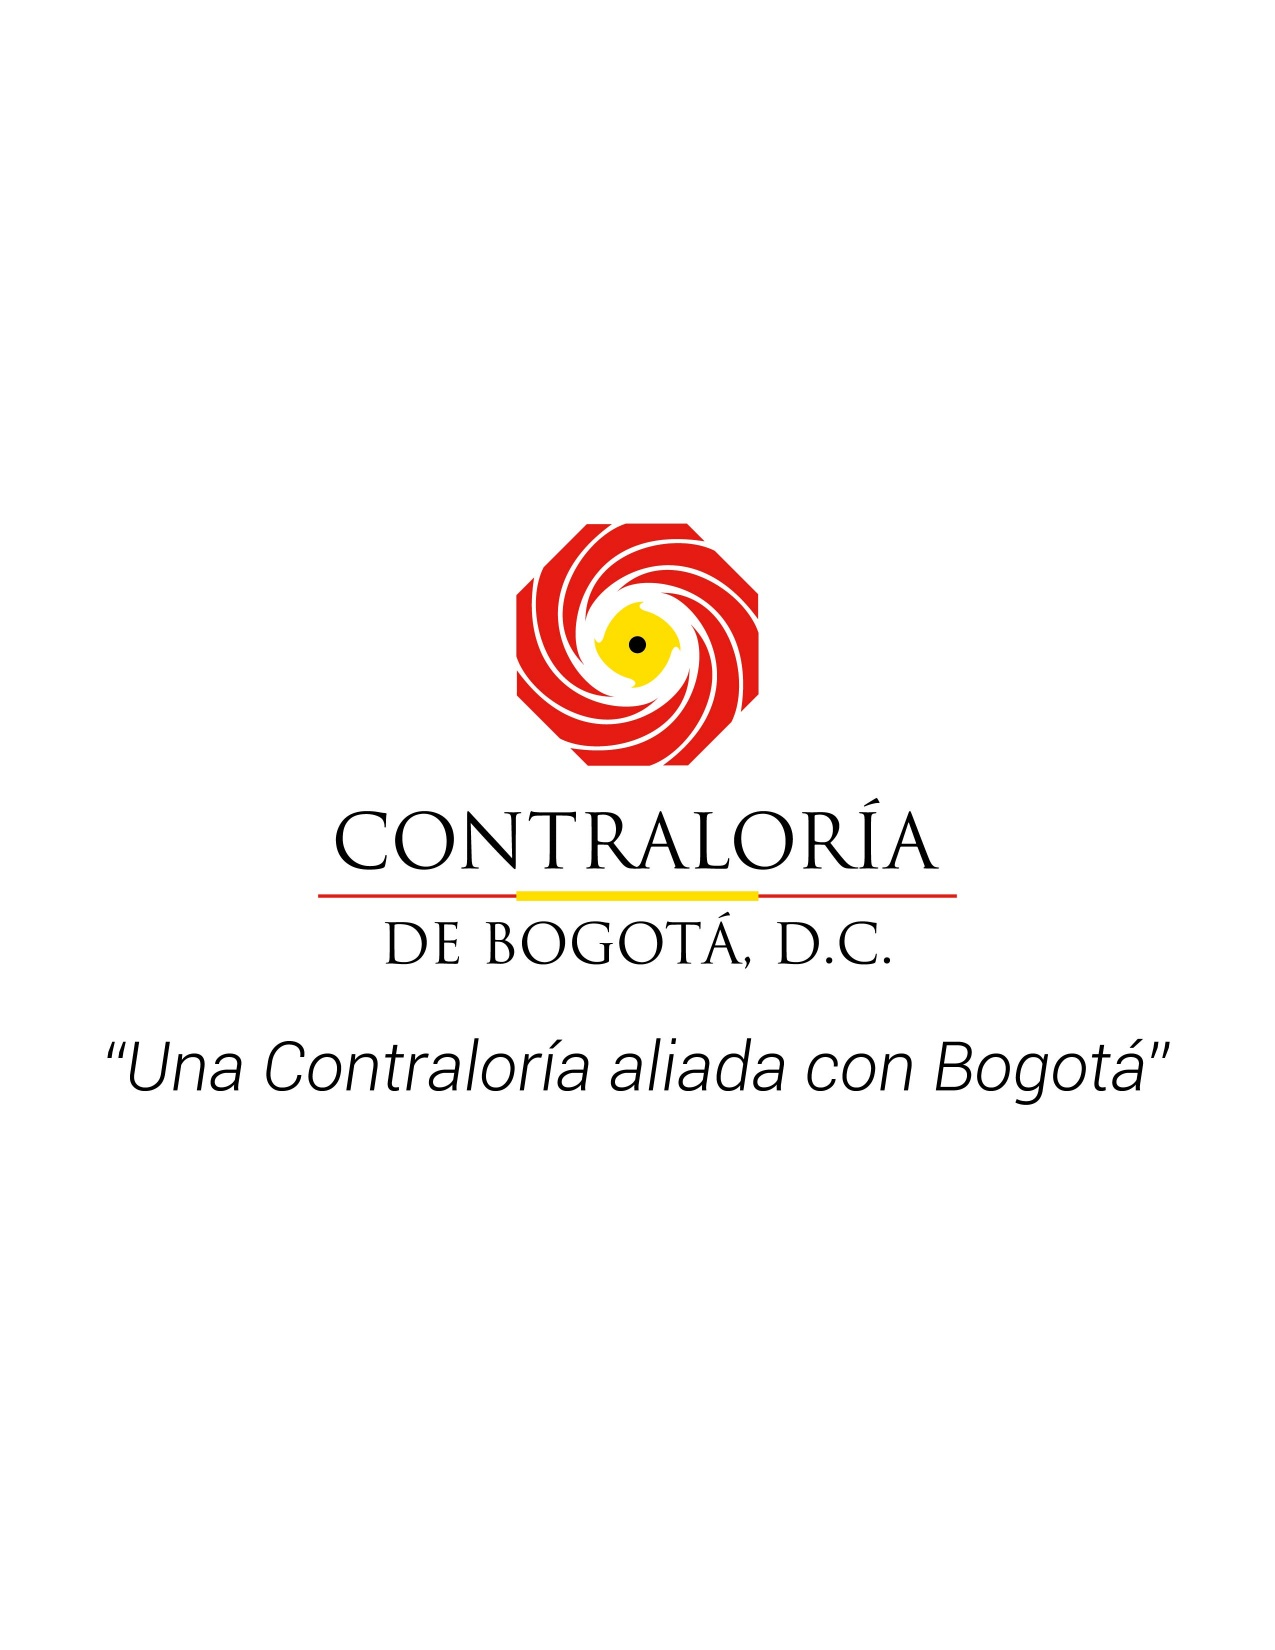 CONTRALORÍA
DE BOGOTÁ, D.C.
“Una Contraloría aliada con Bogotá”